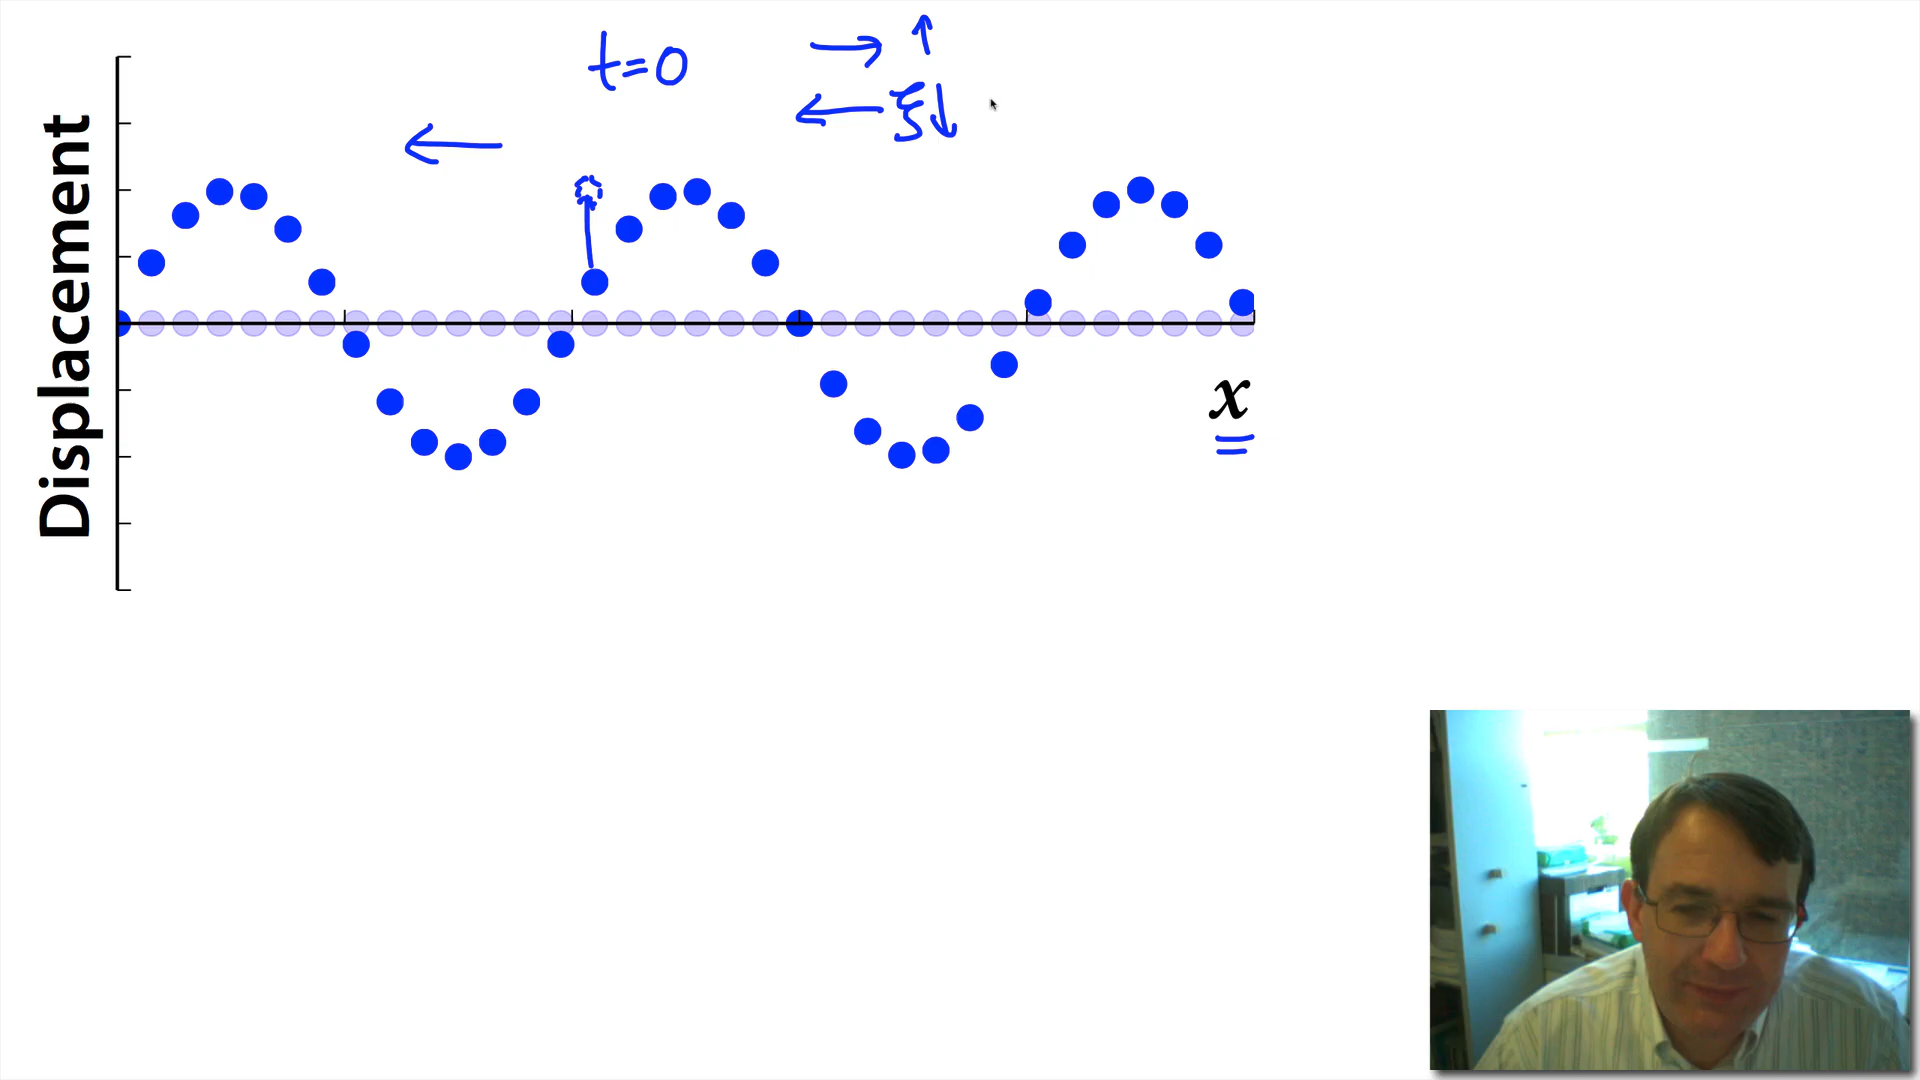 t=0
ξ
Displacement
x